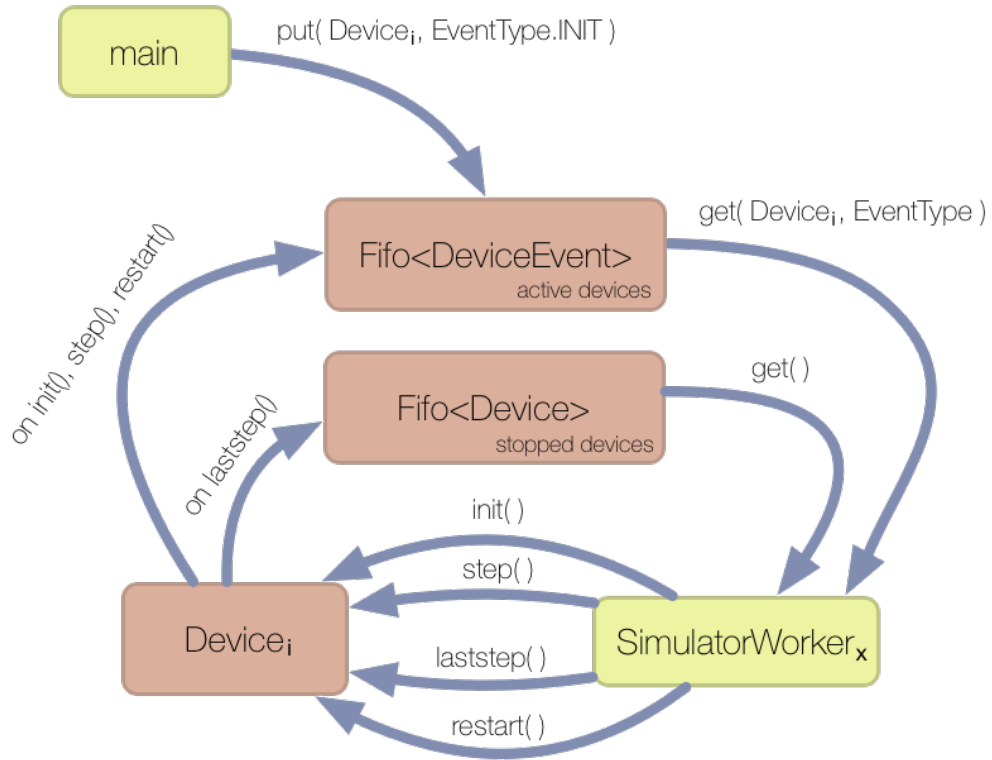 main
put( Deviceᵢ, EventType.INIT )
get( Deviceᵢ, EventType )
Fifo<DeviceEvent>
active devices
on init(), step(), restart()
Fifo<Device>
stopped devices
get( )
on laststep()
init( )
step( )
Deviceᵢ
SimulatorWorkerₓ
laststep( )
restart( )